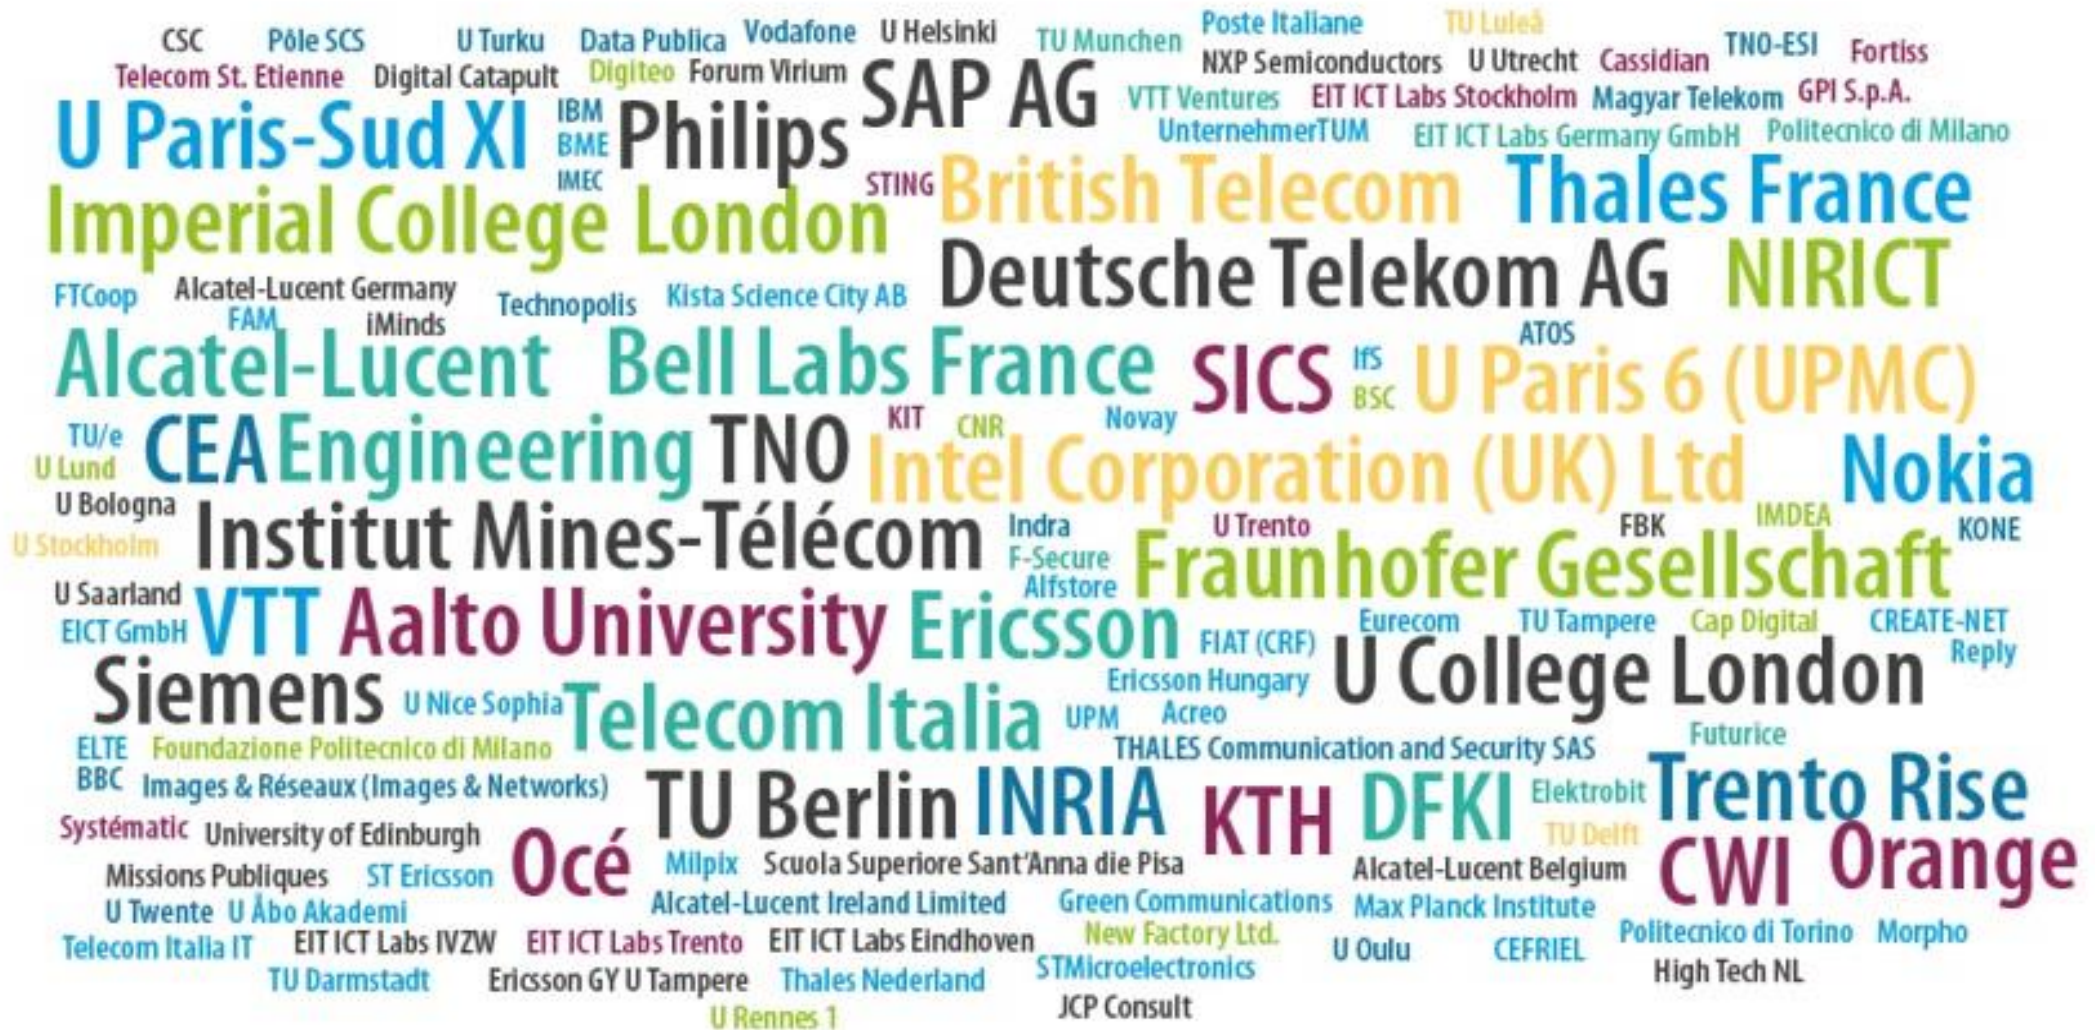 CSC Pôle SCS U Turku Data Publica Vodafone U Helsinki TU Munchen Poste Italiane TU Luleå TNO-ESI Fortiss
Telecom St. Etienne Digital Catapult Digiteo Forum Virium SAP AG NXP Semiconductors U Utrecht Cassidian
VTT Ventures EIT ICT Labs Stockholm Magyar Telekom GPI S.p.A.
U Paris-Sud XI IBM BME Philips UnternehmerTUM EIT ICT Labs Germany GmbH Politecnico di Milano
IMEC STING British Telecom Thales France
Imperial College London
Deutsche Telekom AG NIRICT
FTCoop Alcatel-Lucent Germany Technopolis Kista Science City AB
FAM iMinds ATOS
Alcatel-Lucent Bell Labs France SICS IfS BSC U Paris 6 (UPMC)
TU/e CEA Engineering TNO KIT CNR Novay
U Lund Intel Corporation (UK) Ltd Nokia
U Bologna Institut Mines-Télécom Indra U Trento FBK IMDEA KONE
U Stockholm F-Secure Fraunhofer Gesellschaft
U Saarland Alfstore
EICT GmbH VTT Aalto University Ericsson FIAT (CRF) Eurecom TU Tampere Cap Digital CREATE-NET
Siemens U Nice Sophia Telecom Italia Ericsson Hungary U College London Reply
UPM Acreo
ELTE Foundazione Politecnico di Milano THALES Communication and Security SAS Futurice
BBC Images & Réseaux (Images & Networks) TU Berlin INRIA KTH DFKI Elektrobit Trento Rise
Systématic University of Edinburgh Océ TU Delft CWI Orange
Missions Publiques ST Ericsson Milpix Scuola Superiore Sant'Anna die Pisa Alcatel-Lucent Belgium
U Twente U Åbo Akademi Alcatel-Lucent Ireland Limited Green Communications Max Planck Institute
Telecom Italia IT EIT ICT Labs IVZW EIT ICT Labs Trento EIT ICT Labs Eindhoven New Factory Ltd. U Oulu CEFRIEL Politecnico di Torino Morpho
TU Darmstadt Ericsson GY U Tampere Thales Nederland STMicroelectronics High Tech NL
U Rennes 1 JCP Consult